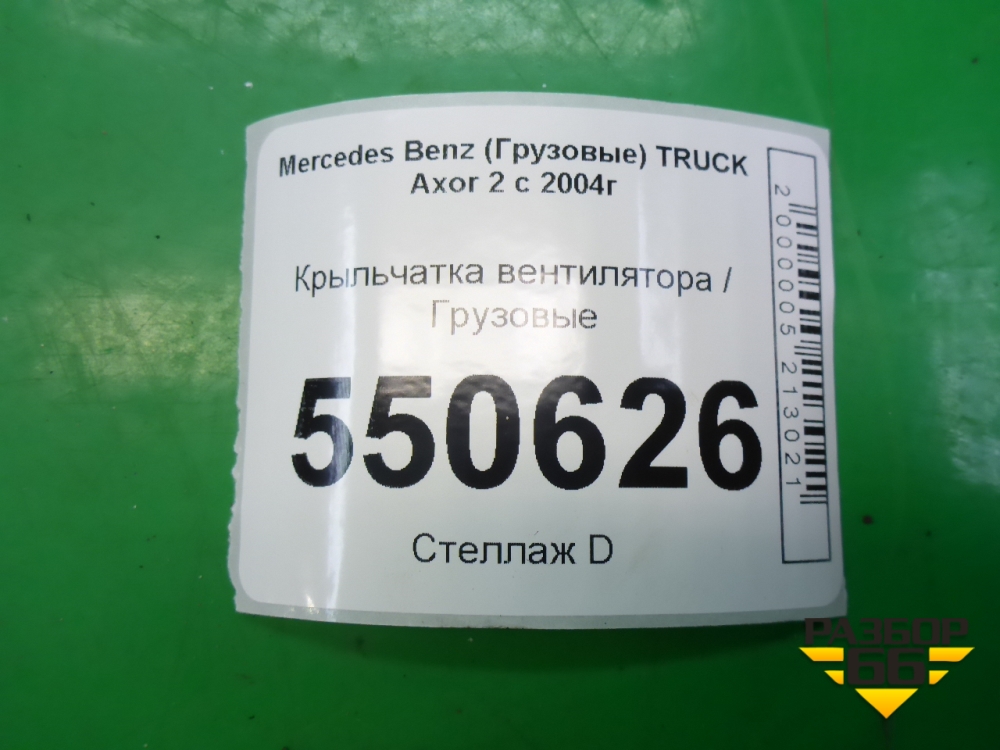 Mercedes Benz (Грузовые) TRUCK
Axor 2 с 2004г
Крыльчатка вентилятора /
Грузовые
550626
Стеллаж D
2000005213021
РАЗБОР
66